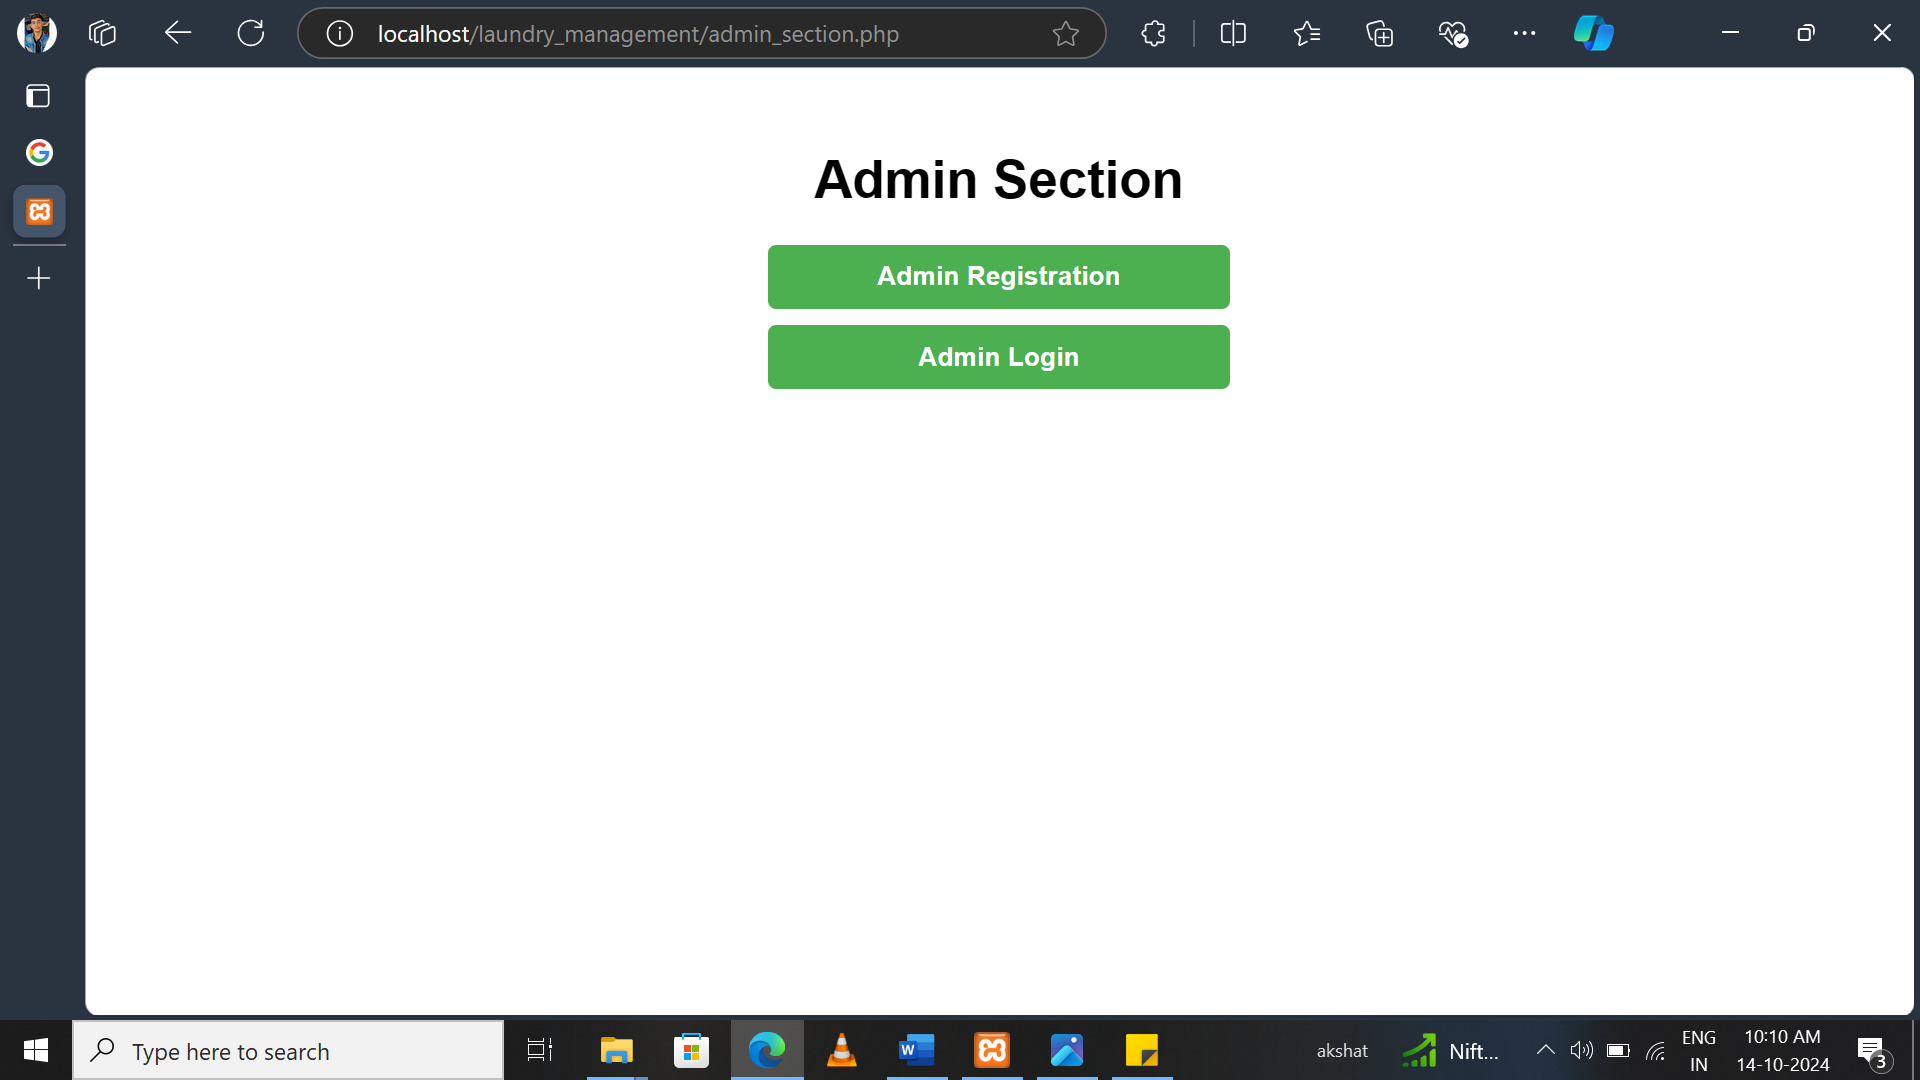 localhost/laundry_management/admin_section.php
Admin Section
Admin Registration
Admin Login
Type here to search
W
akshat
Nift...
ENG
IN
10:10 AM
14-10-2024
3